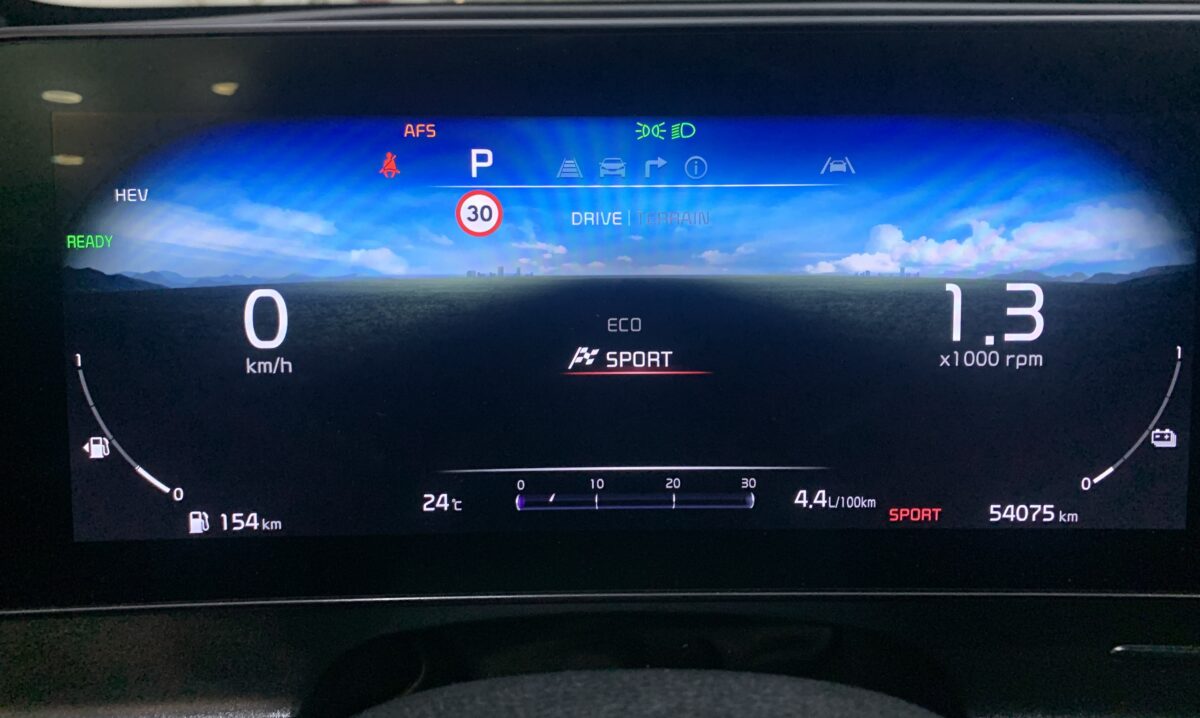 AFS
P
HEV
30
DRIVE | TERRAIN
READY
0
km/h
1.3
x1000 rpm
ECO
SPORT
1
1
0
0
0 10 20 30
24°C
4.4 L/100km
SPORT
154 km
54075 km